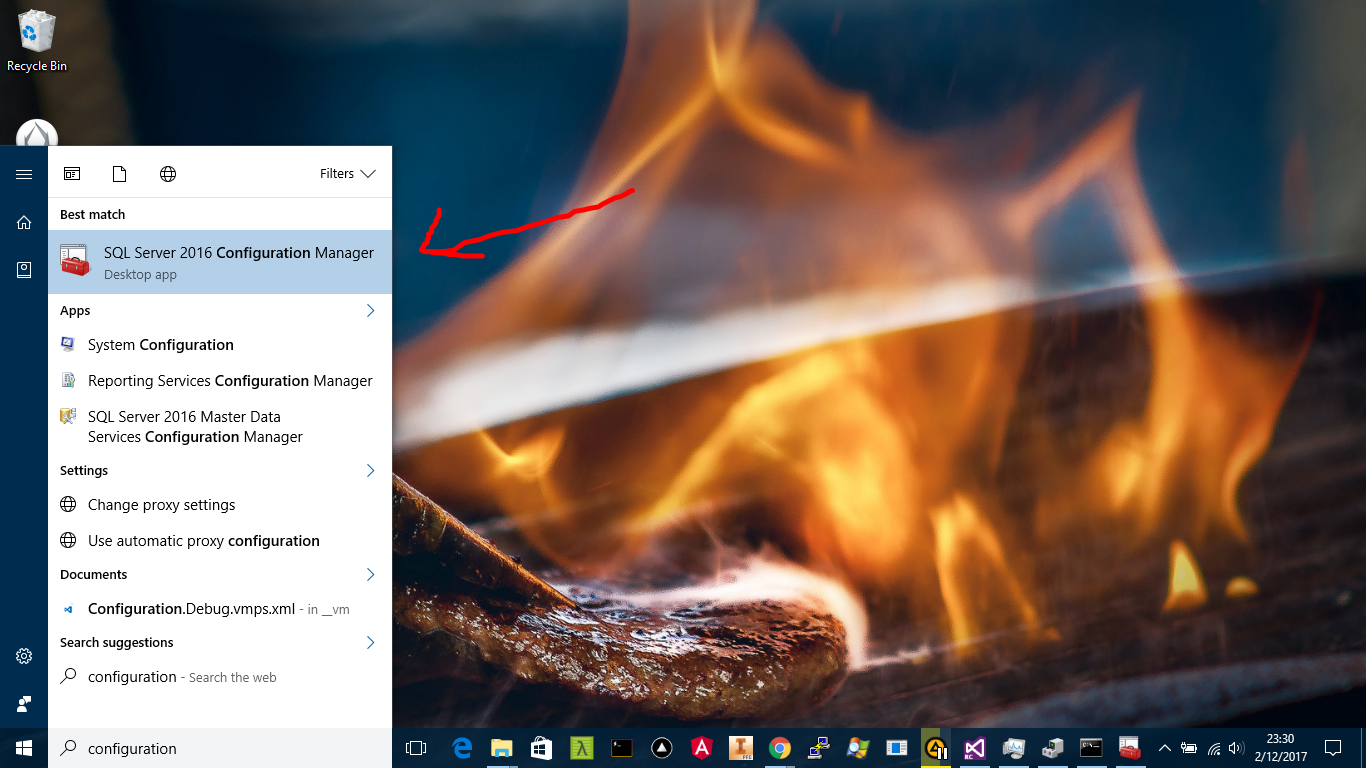 Recycle Bin
Filters
Best match
SQL Server 2016 Configuration Manager
Desktop app
Apps
System Configuration
Reporting Services Configuration Manager
SQL Server 2016 Master Data
Services Configuration Manager
Settings
Change proxy settings
Use automatic proxy configuration
Documents
Configuration.Debug.vmps.xml - in __vm
Search suggestions
configuration - Search the web
configuration
23:30
2/12/2017